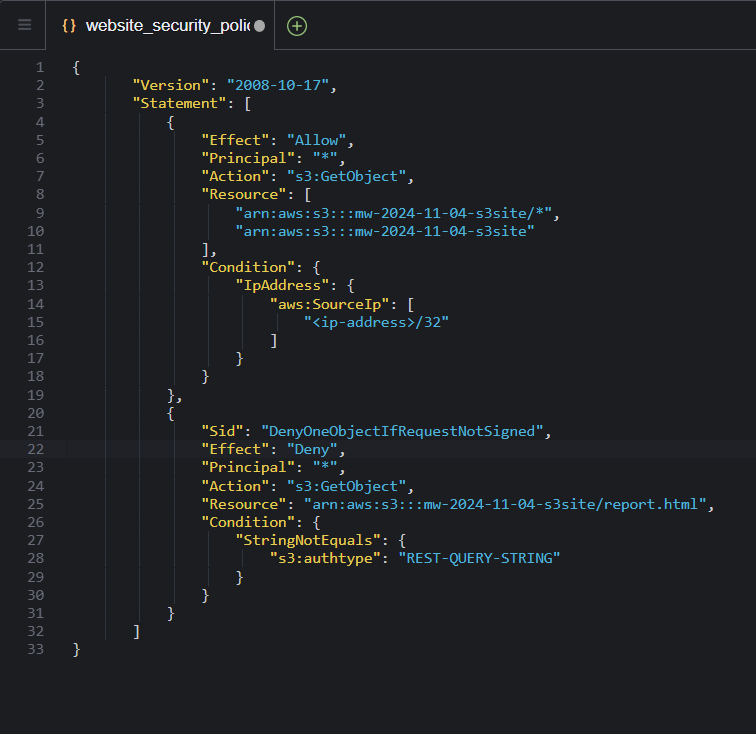 {} website_security_polic
1 {
2 "Version": "2008-10-17",
3 "Statement": [
4 {
5 "Effect": "Allow",
6 "Principal": "*",
7 "Action": "s3:GetObject",
8 "Resource": [
9 "arn:aws:s3:::mw-2024-11-04-s3site/*",
10 "arn:aws:s3:::mw-2024-11-04-s3site"
11 ],
12 "Condition": {
13 "IpAddress": {
14 "aws:SourceIp": [
15 "<ip-address>/32"
16 ]
17 }
18 }
19 },
20 {
21 "Sid": "DenyOneObjectIfRequestNotSigned",
22 "Effect": "Deny",
23 "Principal": "*",
24 "Action": "s3:GetObject",
25 "Resource": "arn:aws:s3:::mw-2024-11-04-s3site/report.html",
26 "Condition": {
27 "StringNotEquals": {
28 "s3:authtype": "REST-QUERY-STRING"
29 }
30 }
31 }
32 ]
33 }